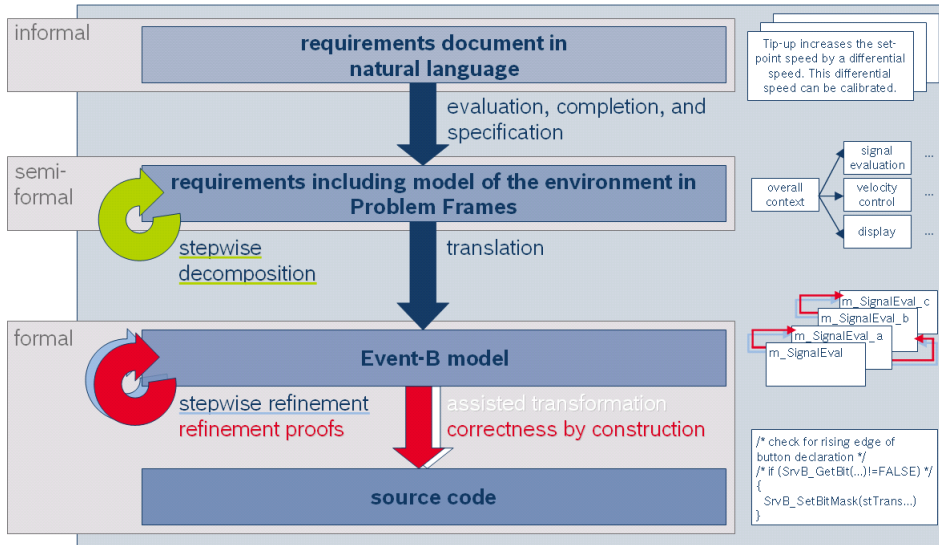 informal
requirements document in
natural language
Tip-up increases the set-
point speed by a differential
speed. This differential
speed can be calibrated.
evaluation, completion, and
specification
semi-
formal
requirements including model of the environment in
Problem Frames
stepwise
decomposition
translation
overall
context
signal
evaluation
...
velocity
control
...
display
...
formal
Event-B model
m_SignalEval_c
m_SignalEval_b
m_SignalEval_a
m_SignalEval
stepwise refinement
refinement proofs
assisted transformation
correctness by construction
source code
/* check for rising edge of
button declaration */
/* if (SrvB_GetBit(...)!=FALSE) */
{
SrvB_SetBitMask(stTrans...)
}